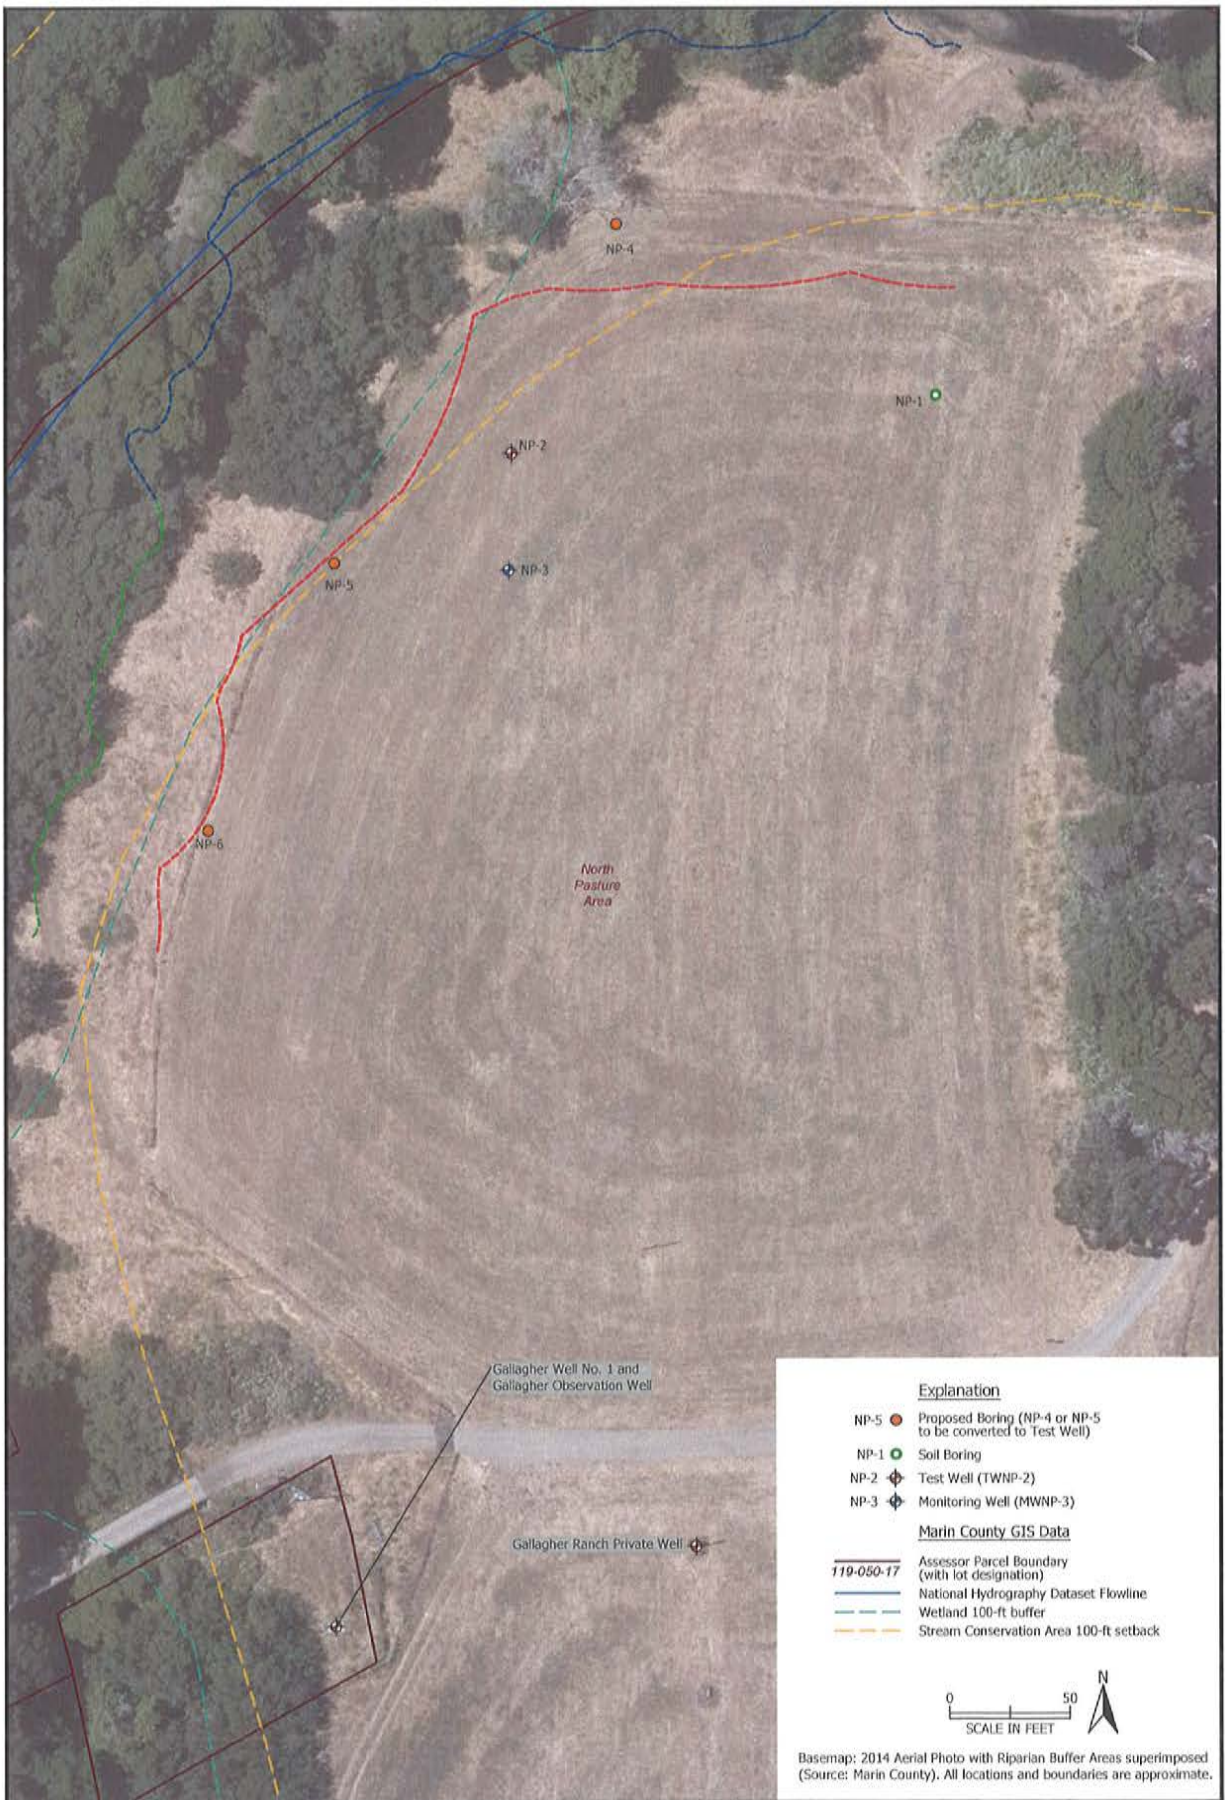 NP-4
NP-1
NP-2
NP-3
NP-5
NP-6
North
Pasture
Area
Gallagher Well No. 1 and
Gallagher Observation Well
Gallagher Ranch Private Well
Explanation
NP-5 Proposed Boring (NP-4 or NP-5
to be converted to Test Well)
NP-1 Soil Boring
NP-2 Test Well (TWNP-2)
NP-3 Monitoring Well (MWNP-3)
Marin County GIS Data
Assessor Parcel Boundary
119-050-17 (with lot designation)
National Hydrography Dataset Flowline
Wetland 100-ft buffer
Stream Conservation Area 100-ft setback
N
0 50
SCALE IN FEET
Basemap: 2014 Aerial Photo with Riparian Buffer Areas superimposed
(Source: Marin County). All locations and boundaries are approximate.